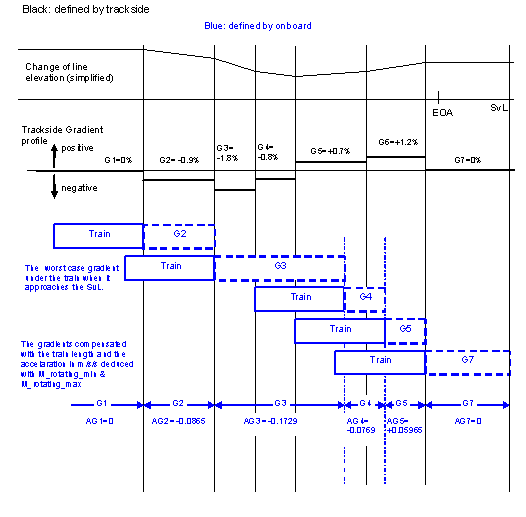 Black: defined by trackside
Blue: defined by onboard
Change of line
elevation (simplified)
EOA
SvL
Trackside Gradient
profile
positive
negative
G1=0%
G2= -0.9%
G3=
-1.8%
G4=
-0.8%
G5=+0.7%
G6=+1.2%
G7=0%
Train
G2
The worst case gradient
under the train when it
approaches the SvL.
Train
G3
Train
G4
Train
G5
The gradients compensated
with the train length and the
accelaration in m/s/s deduced
with M_rotating_min &
M_rotating_max
Train
G7
G1
G2
G3
G4
G5
G7
AG1=0
AG2= -0.0865
AG3= -0.1729
AG4=
-0.0769
AG5=
+0.05965
AG7=0